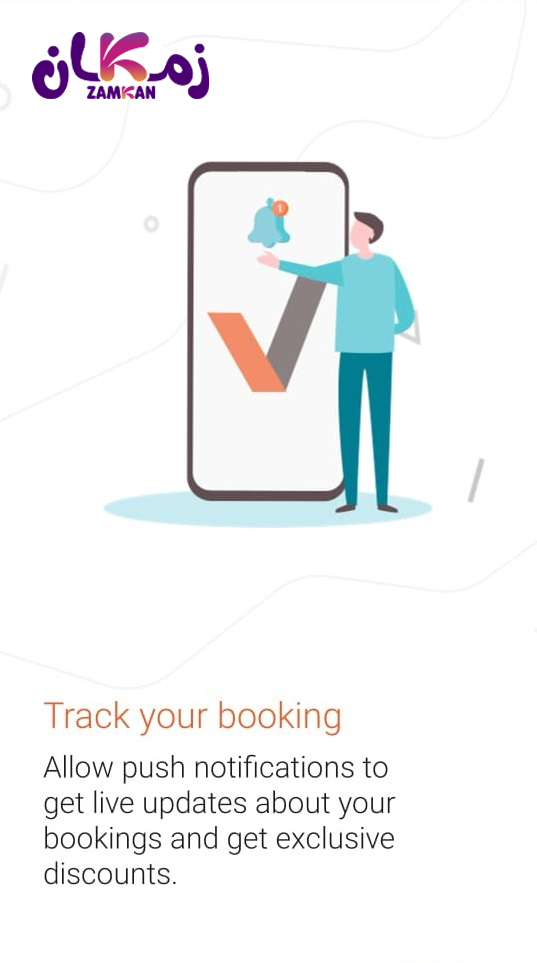 زمكان
ZAMKAN
1
Track your booking
Allow push notifications to
get live updates about your
bookings and get exclusive
discounts.